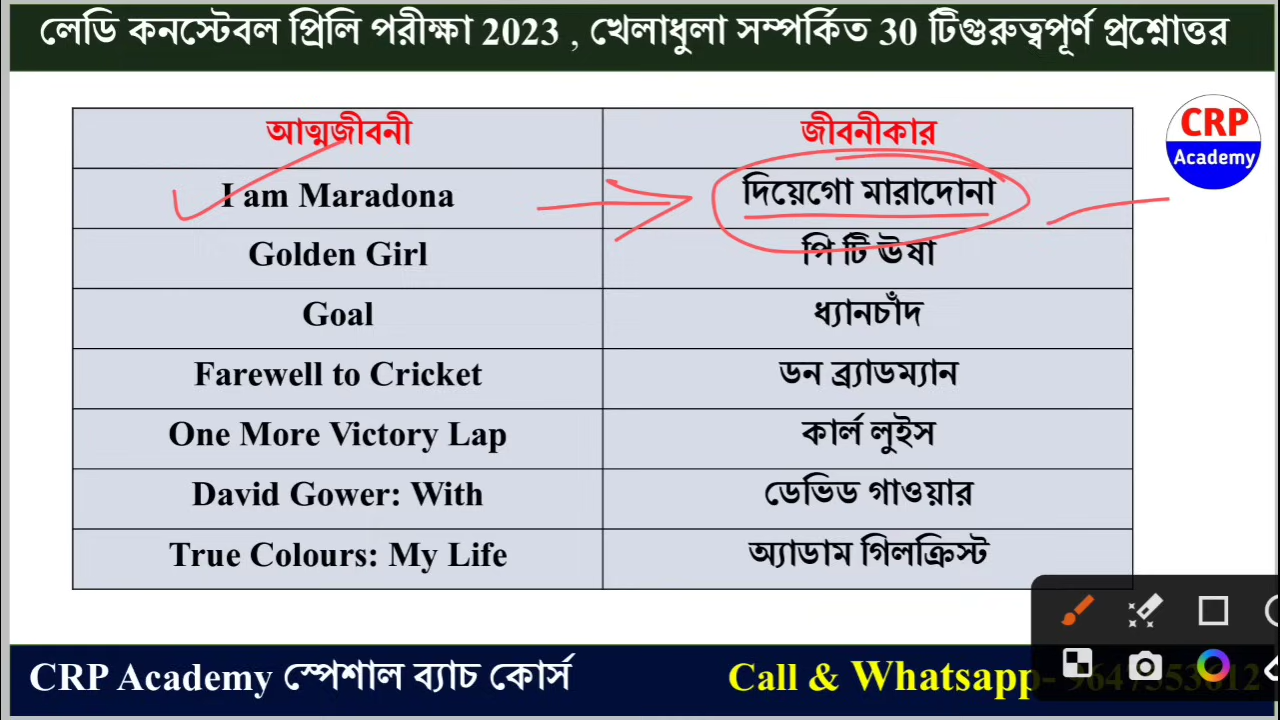 লেডি কনস্টেবল প্রিলি পরীক্ষা 2023 , খেলাধুলা সম্পর্কিত 30 টিগুরুত্বপূর্ণ প্রশ্নোত্তর
CRP
Academy
আত্মজীবনী জীবনীকার
I am Maradona দিয়েগো মারাদোনা
Golden Girl পি টি ঊষা
Goal ধ্যানচাঁদ
Farewell to Cricket ডন ব্র্যাডম্যান
One More Victory Lap কার্ল লুইস
David Gower: With ডেভিড গাওয়ার
True Colours: My Life অ্যাডাম গিলক্রিস্ট
CRP Academy স্পেশাল ব্যাচ কোর্স Call & Whatsapp-